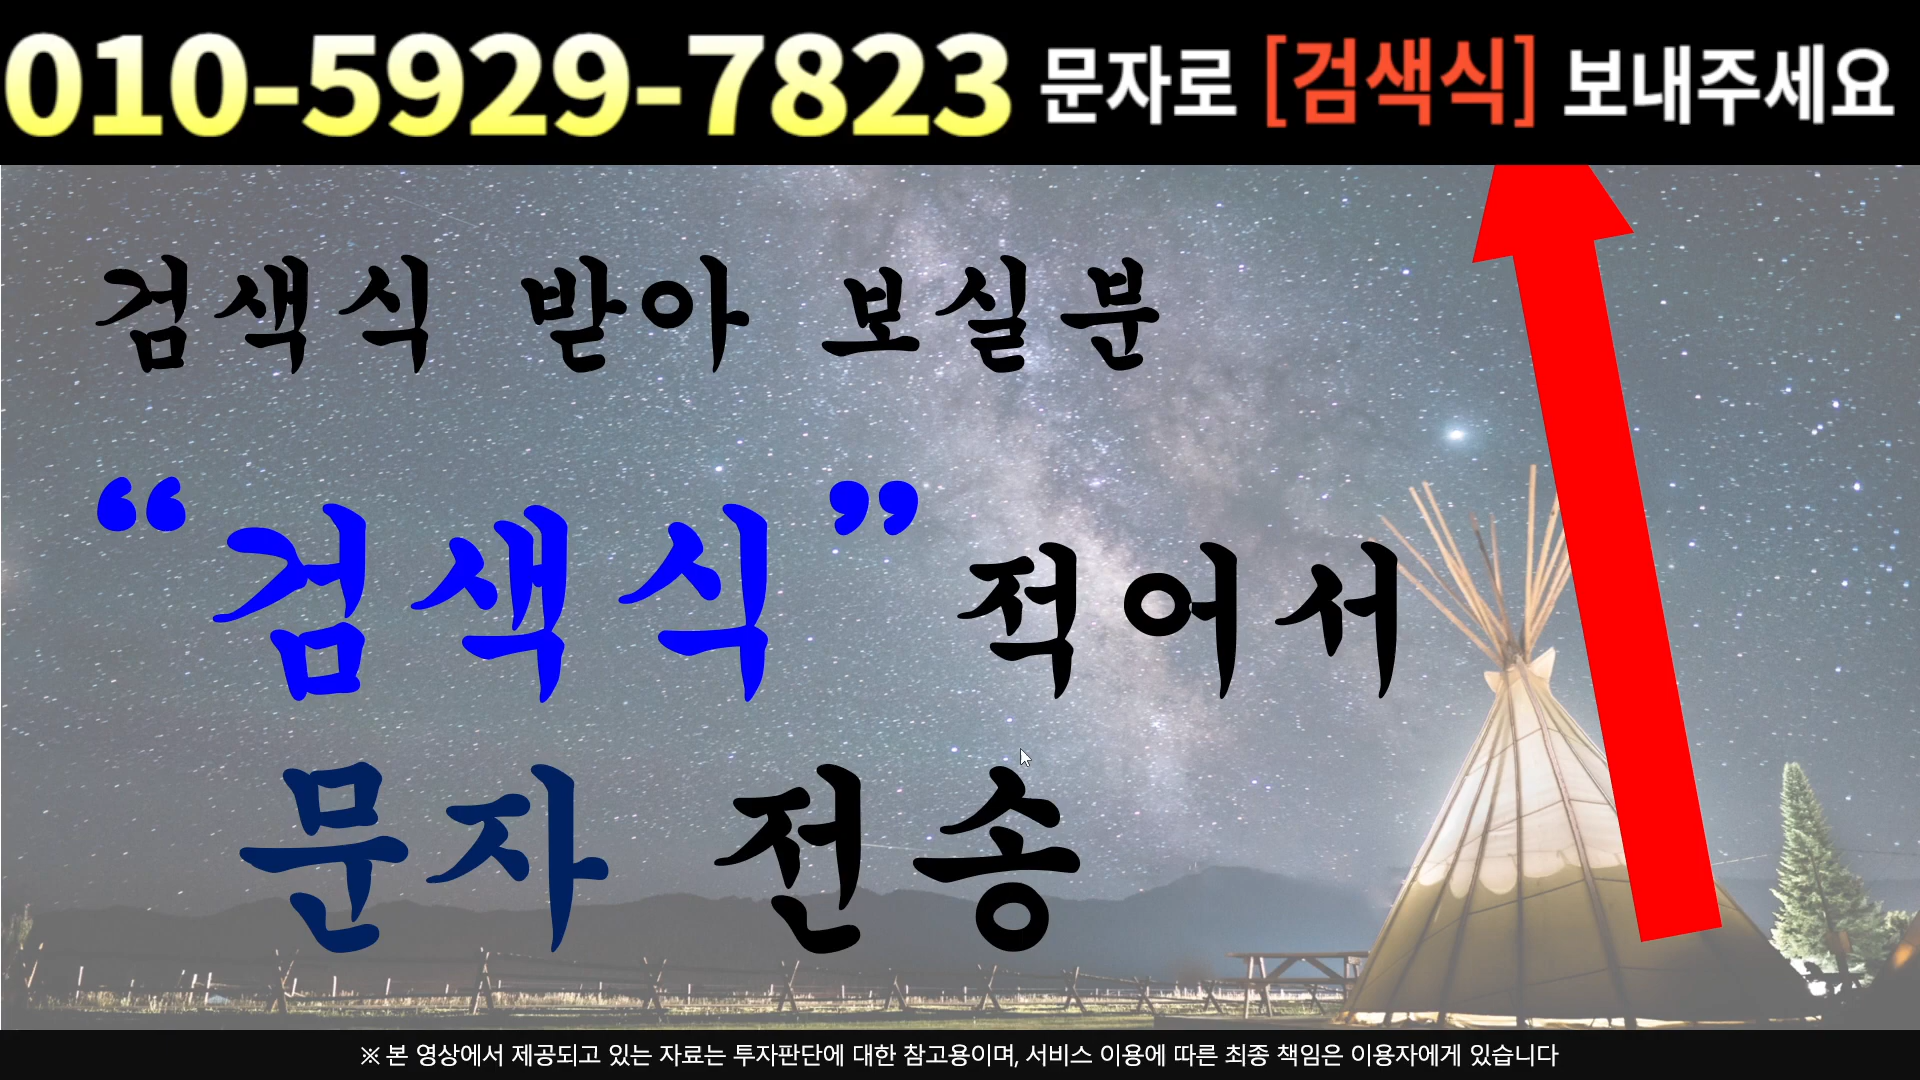 010-5929-7823 문자로 [검색식] 보내주세요
검색식 받아 보실분
“검색식” 적어서
문자 전송
※ 본 영상에서 제공되고 있는 자료는 투자판단에 대한 참고용이며, 서비스 이용에 따른 최종 책임은 이용자에게 있습니다